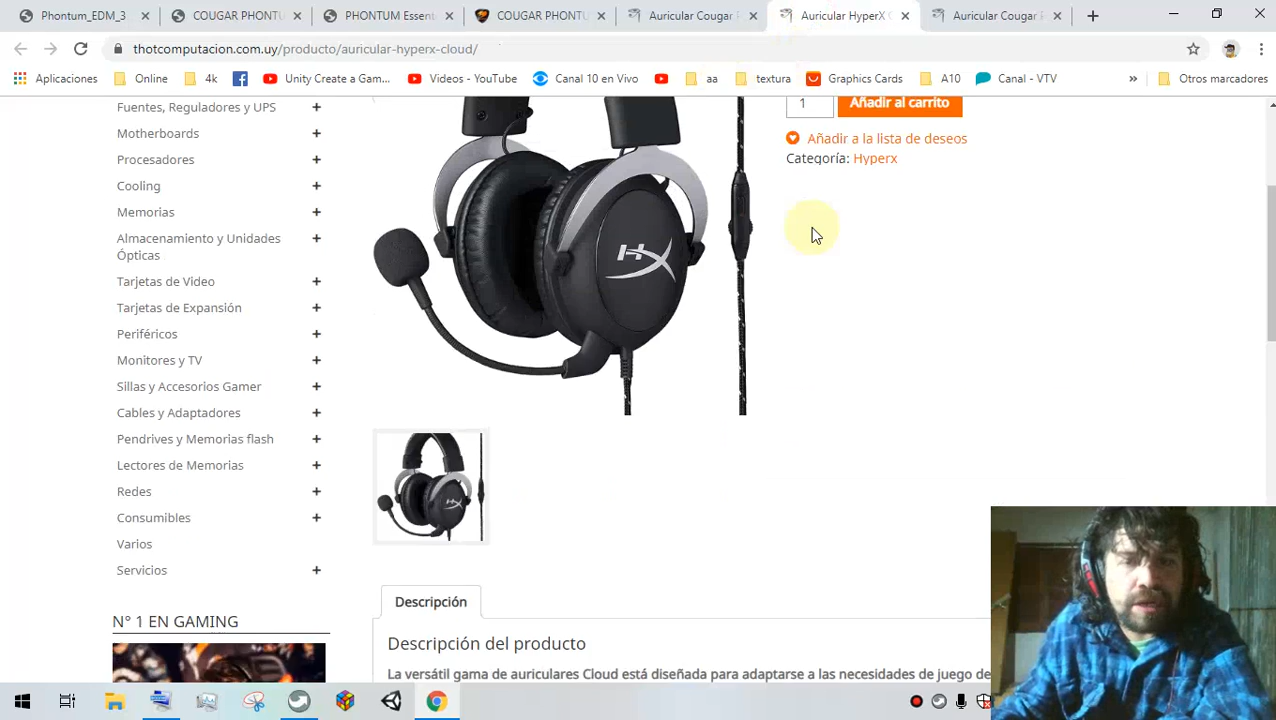 Phontum_EDM_3
COUGAR PHONTU
PHONTUM Essent
COUGAR PHONTU
Auricular Cougar P
Auricular HyperX C
Auricular Cougar P
thotcomputacion.com.uy/producto/auricular-hyperx-cloud/
Aplicaciones
Online
4k
Unity Create a Gam...
Videos - YouTube
Canal 10 en Vivo
aa
textura
Graphics Cards
A10
Canal - VTV
»
Otros marcadores
Fuentes, Reguladores y UPS +
Motherboards
Procesadores +
Cooling +
Memorias +
Almacenamiento y Unidades +
Ópticas
Tarjetas de Video +
Tarjetas de Expansión +
Periféricos +
Monitores y TV +
Sillas y Accesorios Gamer +
Cables y Adaptadores +
Pendrives y Memorias flash +
Lectores de Memorias +
Redes +
Consumibles +
Varios
Servicios +
N° 1 EN GAMING
1
Añadir al carrito
Añadir a la lista de deseos
Categoría: Hyperx
HX
HX
Descripción
Descripción del producto
La versátil gama de auriculares Cloud está diseñada para adaptarse a las necesidades de juego de